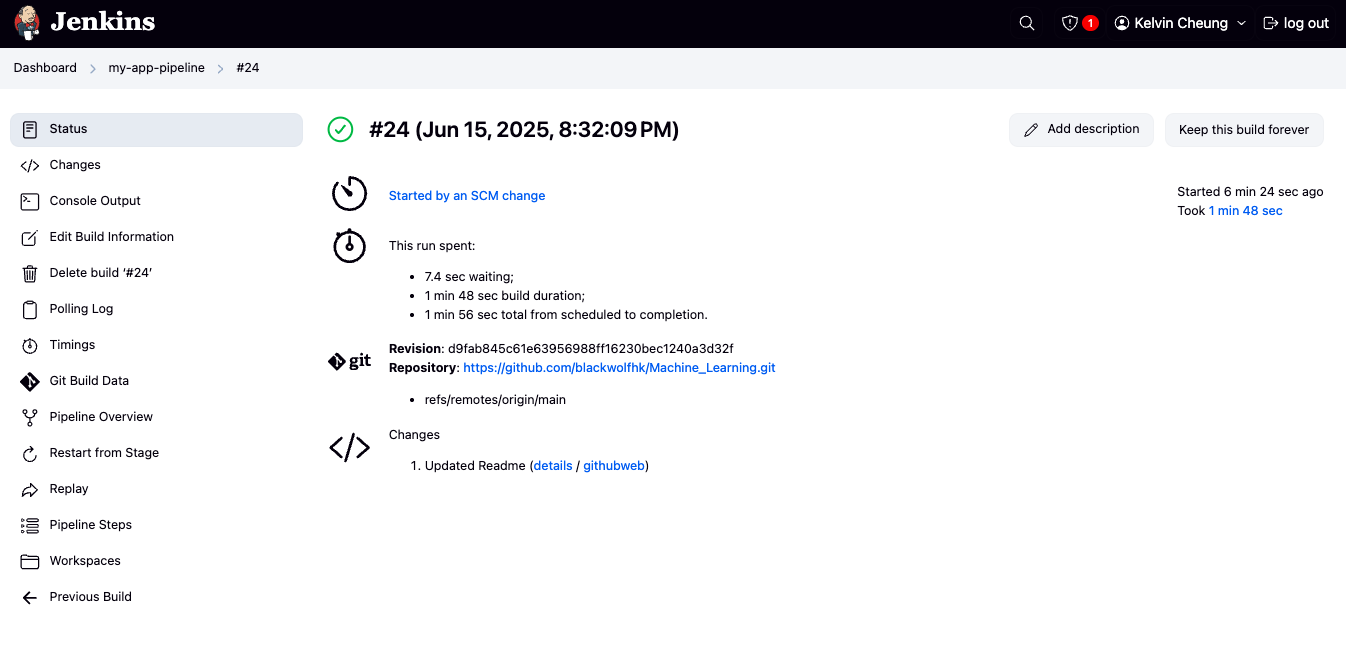 Jenkins
1
Kelvin Cheung
log out
Dashboard
my-app-pipeline
#24
Status
Changes
Console Output
Edit Build Information
Delete build ‘#24’
Polling Log
Timings
Git Build Data
Pipeline Overview
Restart from Stage
Replay
Pipeline Steps
Workspaces
Previous Build
#24 (Jun 15, 2025, 8:32:09 PM)
Add description
Keep this build forever
Started by an SCM change
Started 6 min 24 sec ago
Took 1 min 48 sec
This run spent:
7.4 sec waiting;
1 min 48 sec build duration;
1 min 56 sec total from scheduled to completion.
git
Revision: d9fab845c61e63956988ff16230bec1240a3d32f
Repository: https://github.com/blackwolfhk/Machine_Learning.git
refs/remotes/origin/main
Changes
1. Updated Readme (details / githubweb)